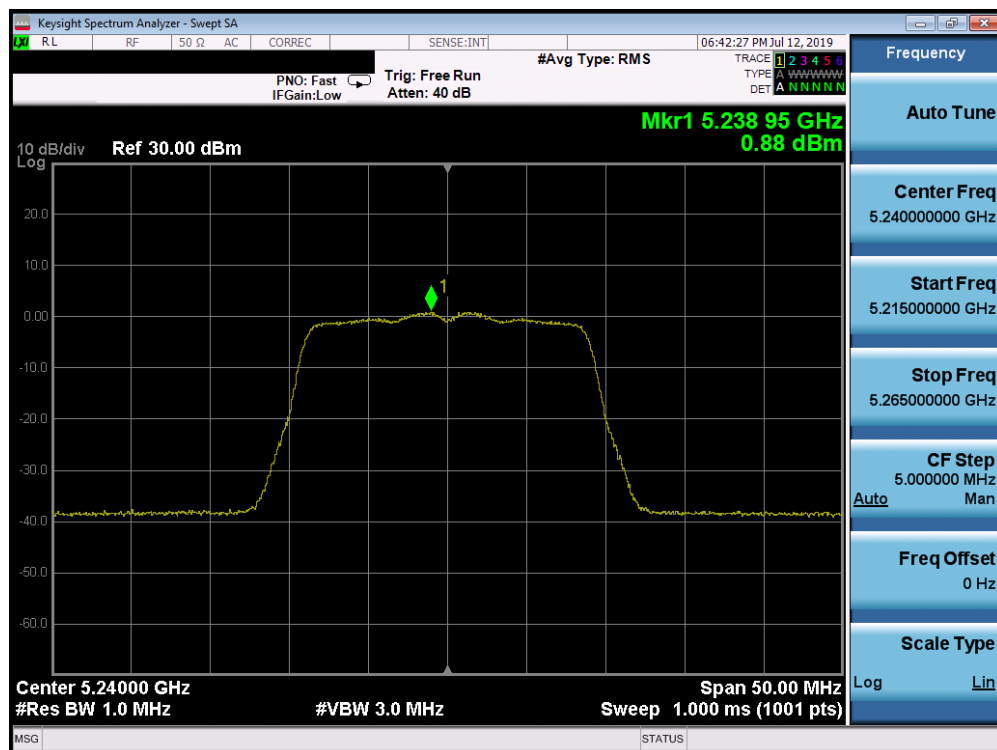 Keysight Spectrum Analyzer - Swept SA
LXI RL RF 50 Ω AC CORREC SENSE:INT 06:42:27 PM Jul 12, 2019
#Avg Type: RMS
TRACE 1 2 3 4 5 6
PNO: Fast
Trig: Free Run
TYPE A WWWWW
IFGain:Low
Atten: 40 dB
DET A N N N N N
Mkr1 5.238 95 GHz
0.88 dBm
10 dB/div
Log
Ref 30.00 dBm
20.0
10.0
1
0.00
-10.0
-20.0
-30.0
-40.0
-50.0
-60.0
Center 5.24000 GHz
Span 50.00 MHz
#Res BW 1.0 MHz
#VBW 3.0 MHz
Sweep 1.000 ms (1001 pts)
MSG
STATUS
Frequency
Auto Tune
Center Freq
5.240000000 GHz
Start Freq
5.215000000 GHz
Stop Freq
5.265000000 GHz
CF Step
5.000000 MHz
Auto Man
Freq Offset
0 Hz
Scale Type
Log Lin